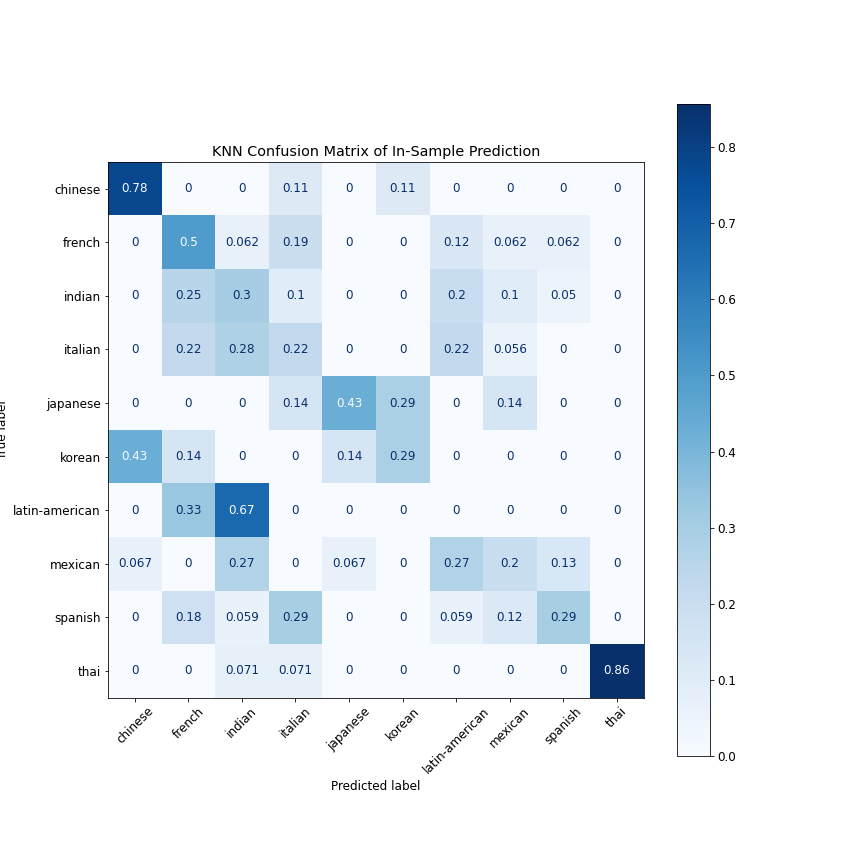 KNN Confusion Matrix of In-Sample Prediction
chinese 0.78 0 0 0.11 0 0.11 0 0 0 0
french 0 0.5 0.062 0.19 0 0 0.12 0.062 0.062 0
indian 0 0.25 0.3 0.1 0 0 0.2 0.1 0.05 0
italian 0 0.22 0.28 0.22 0 0 0.22 0.056 0 0
japanese 0 0 0 0.14 0.43 0.29 0 0.14 0 0
korean 0.43 0.14 0 0 0.14 0.29 0 0 0 0
latin-american 0 0.33 0.67 0 0 0 0 0 0 0
mexican 0.067 0 0.27 0 0.067 0 0.27 0.2 0.13 0
spanish 0 0.18 0.059 0.29 0 0 0.059 0.12 0.29 0
thai 0 0 0.071 0.071 0 0 0 0 0 0.86
chinese french indian italian japanese korean latin-american mexican spanish thai
Predicted label
0.8
0.7
0.6
0.5
0.4
0.3
0.2
0.1
0.0